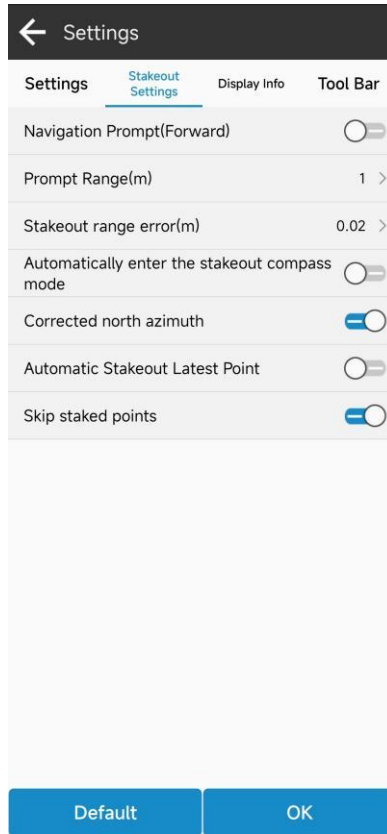 Settings
Settings
Stakeout
Settings
Display Info
Tool Bar
Navigation Prompt(Forward)
Prompt Range(m)
1
Stakeout range error(m)
0.02
Automatically enter the stakeout compass
mode
Corrected north azimuth
Automatic Stakeout Latest Point
Skip staked points
Default
OK